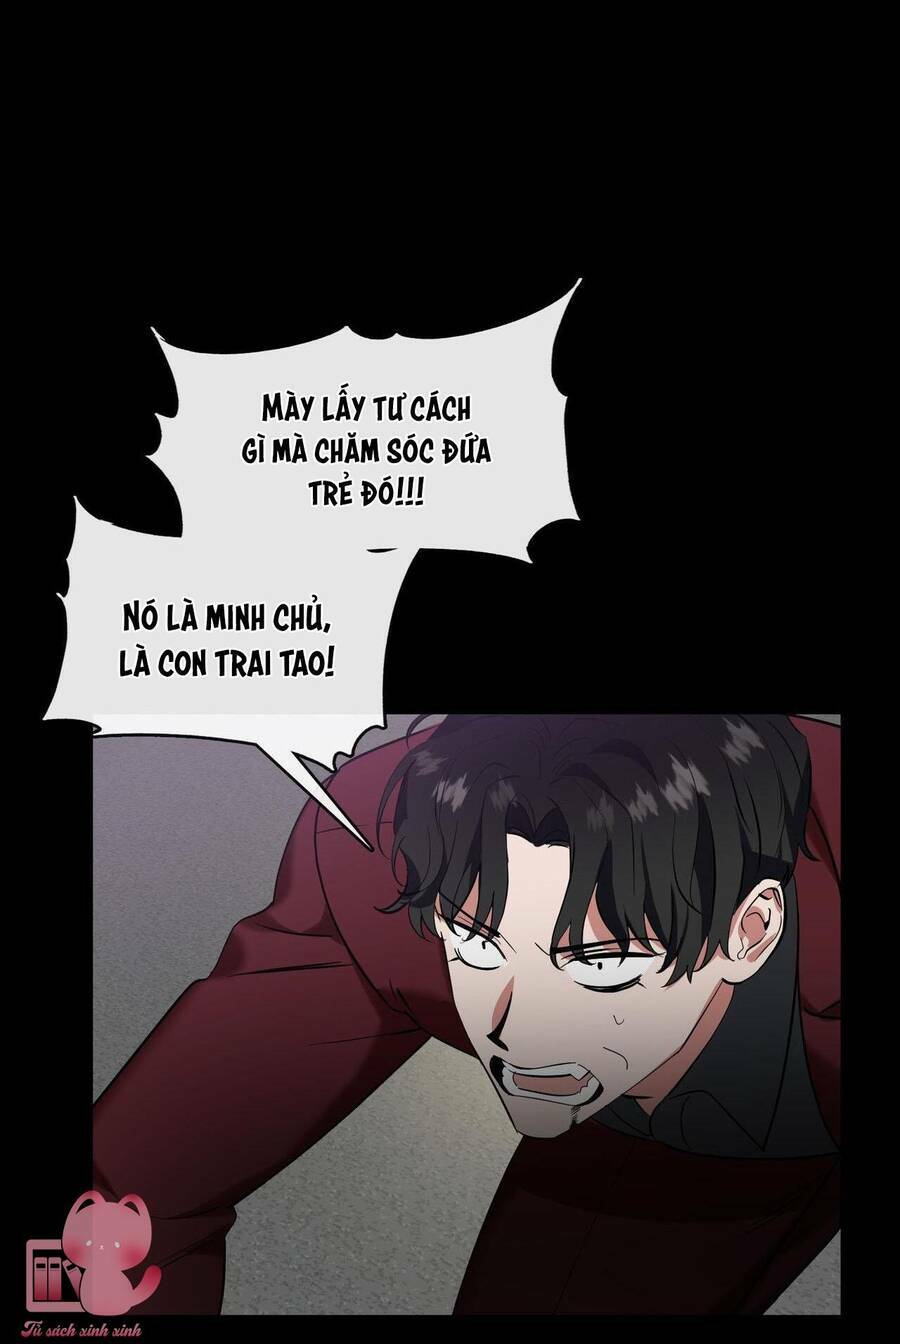 MÀY LẤY TƯ CÁCH
GÌ MÀ CHĂM SÓC ĐỨA
TRẺ ĐÓ!!!
NÓ LÀ MINH CHỦ,
LÀ CON TRAI TAO!
Tủ sách xinh xinh